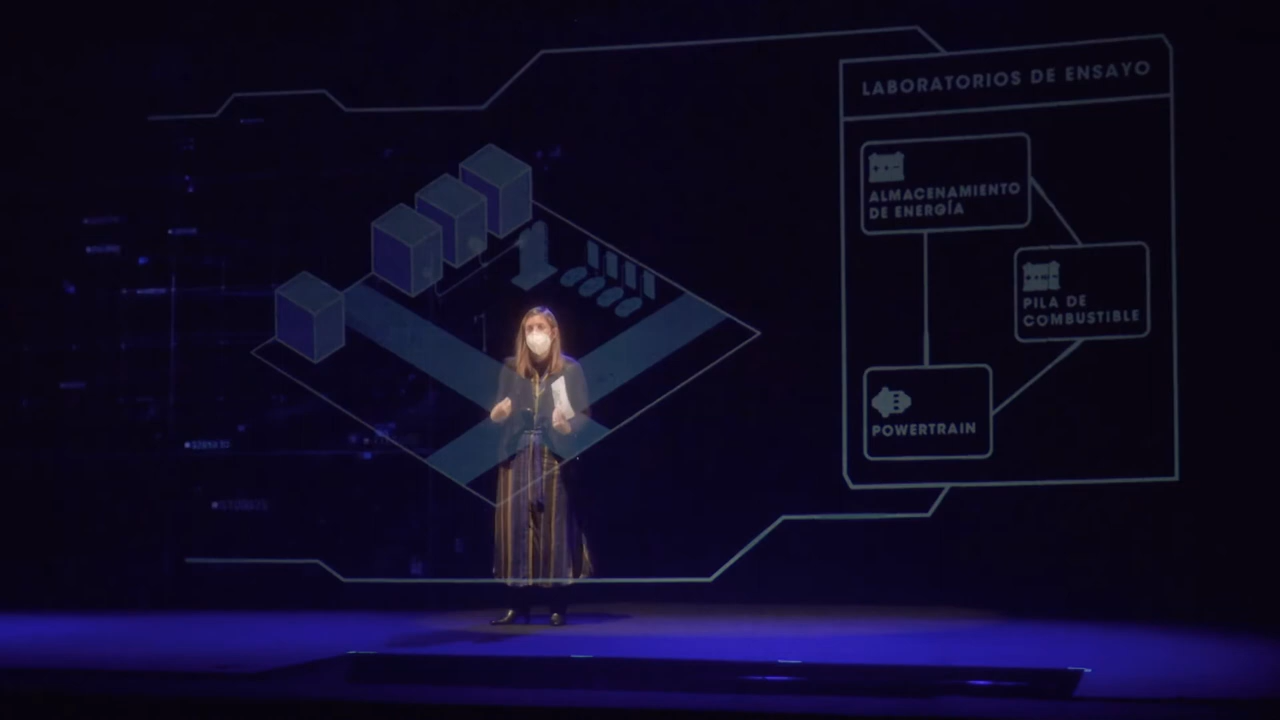 LABORATORIOS DE ENSAYO
ALMACENAMIENTO
DE ENERGÍA
PILA DE
COMBUSTIBLE
POWERTRAIN